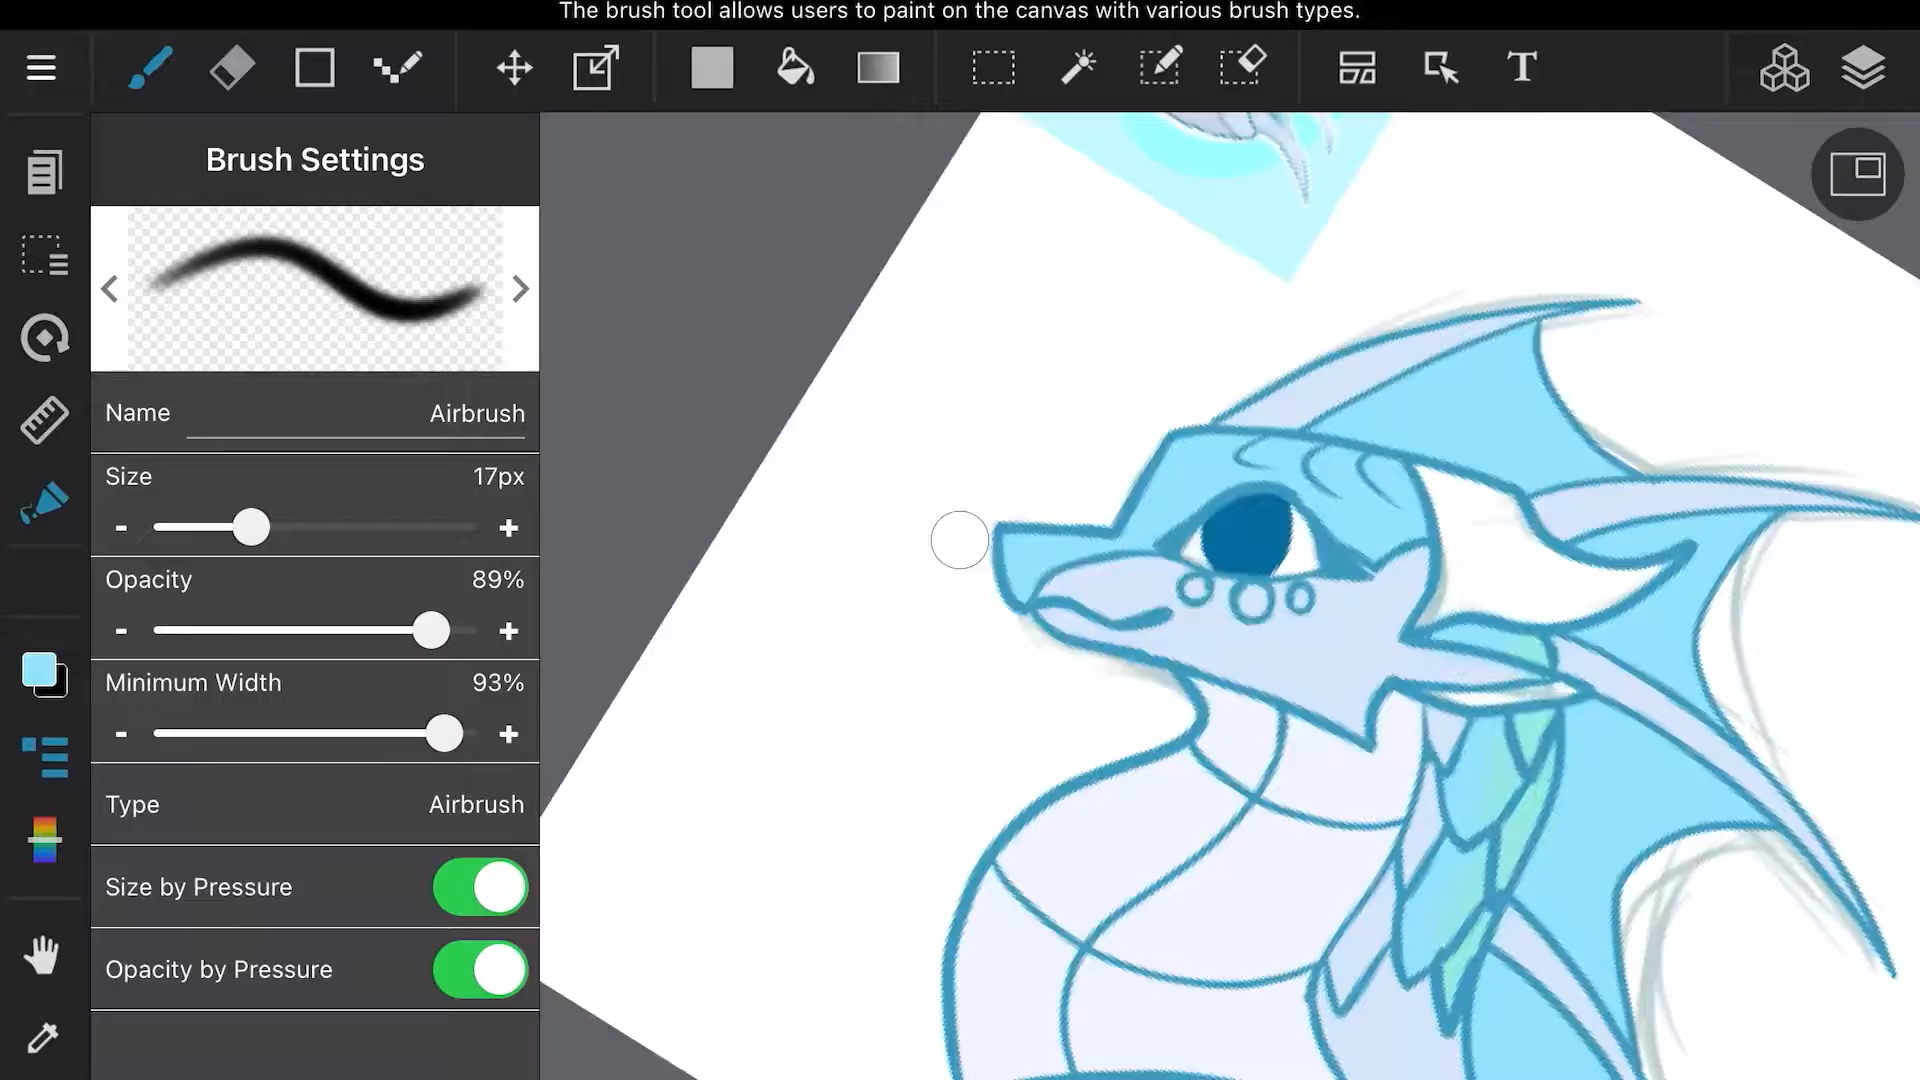 The brush tool allows users to paint on the canvas with various brush types.
T
Brush Settings
Name Airbrush
Size 17px
- +
Opacity 89%
- +
Minimum Width 93%
- +
Type Airbrush
Size by Pressure
Opacity by Pressure